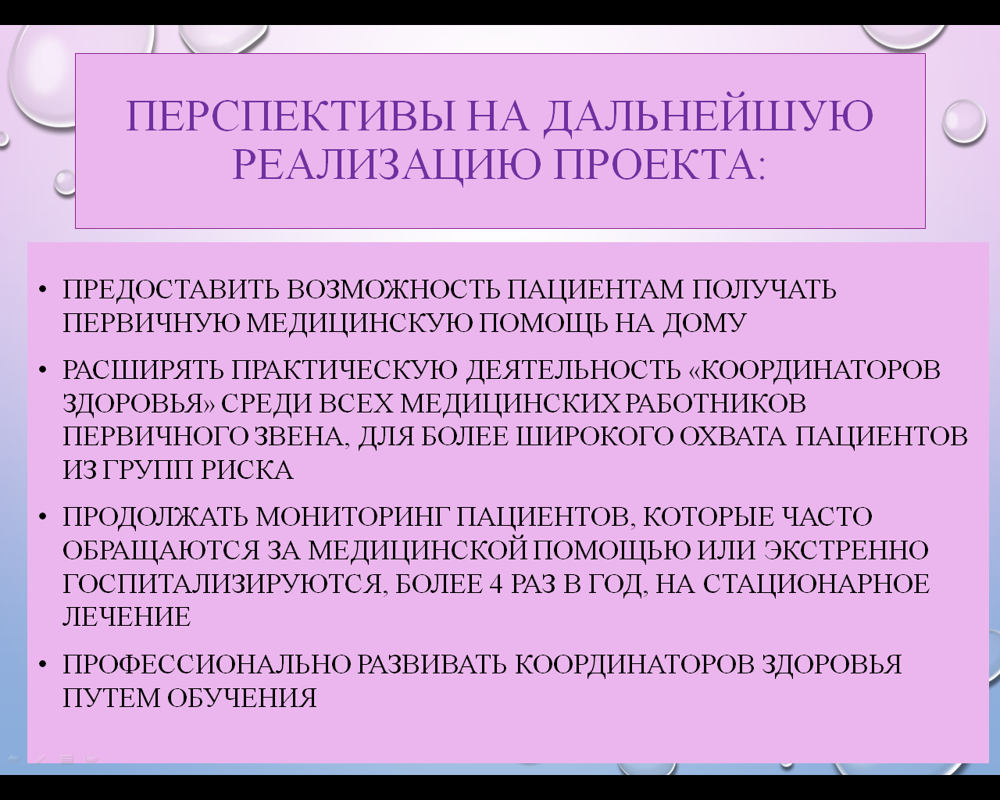 ПЕРСПЕКТИВЫ НА ДАЛЬНЕЙШУЮ
РЕАЛИЗАЦИЮ ПРОЕКТА:
• ПРЕДОСТАВИТЬ ВОЗМОЖНОСТЬ ПАЦИЕНТАМ ПОЛУЧАТЬ
ПЕРВИЧНУЮ МЕДИЦИНСКУЮ ПОМОЩЬ НА ДОМУ
• РАСШИРЯТЬ ПРАКТИЧЕСКУЮ ДЕЯТЕЛЬНОСТЬ «КООРДИНАТОРОВ
ЗДОРОВЬЯ» СРЕДИ ВСЕХ МЕДИЦИНСКИХ РАБОТНИКОВ
ПЕРВИЧНОГО ЗВЕНА, ДЛЯ БОЛЕЕ ШИРОКОГО ОХВАТА ПАЦИЕНТОВ
ИЗ ГРУПП РИСКА
• ПРОДОЛЖАТЬ МОНИТОРИНГ ПАЦИЕНТОВ, КОТОРЫЕ ЧАСТО
ОБРАЩАЮТСЯ ЗА МЕДИЦИНСКОЙ ПОМОЩЬЮ ИЛИ ЭКСТРЕННО
ГОСПИТАЛИЗИРУЮТСЯ, БОЛЕЕ 4 РАЗ В ГОД, НА СТАЦИОНАРНОЕ
ЛЕЧЕНИЕ
• ПРОФЕССИОНАЛЬНО РАЗВИВАТЬ КООРДИНАТОРОВ ЗДОРОВЬЯ
ПУТЕМ ОБУЧЕНИЯ